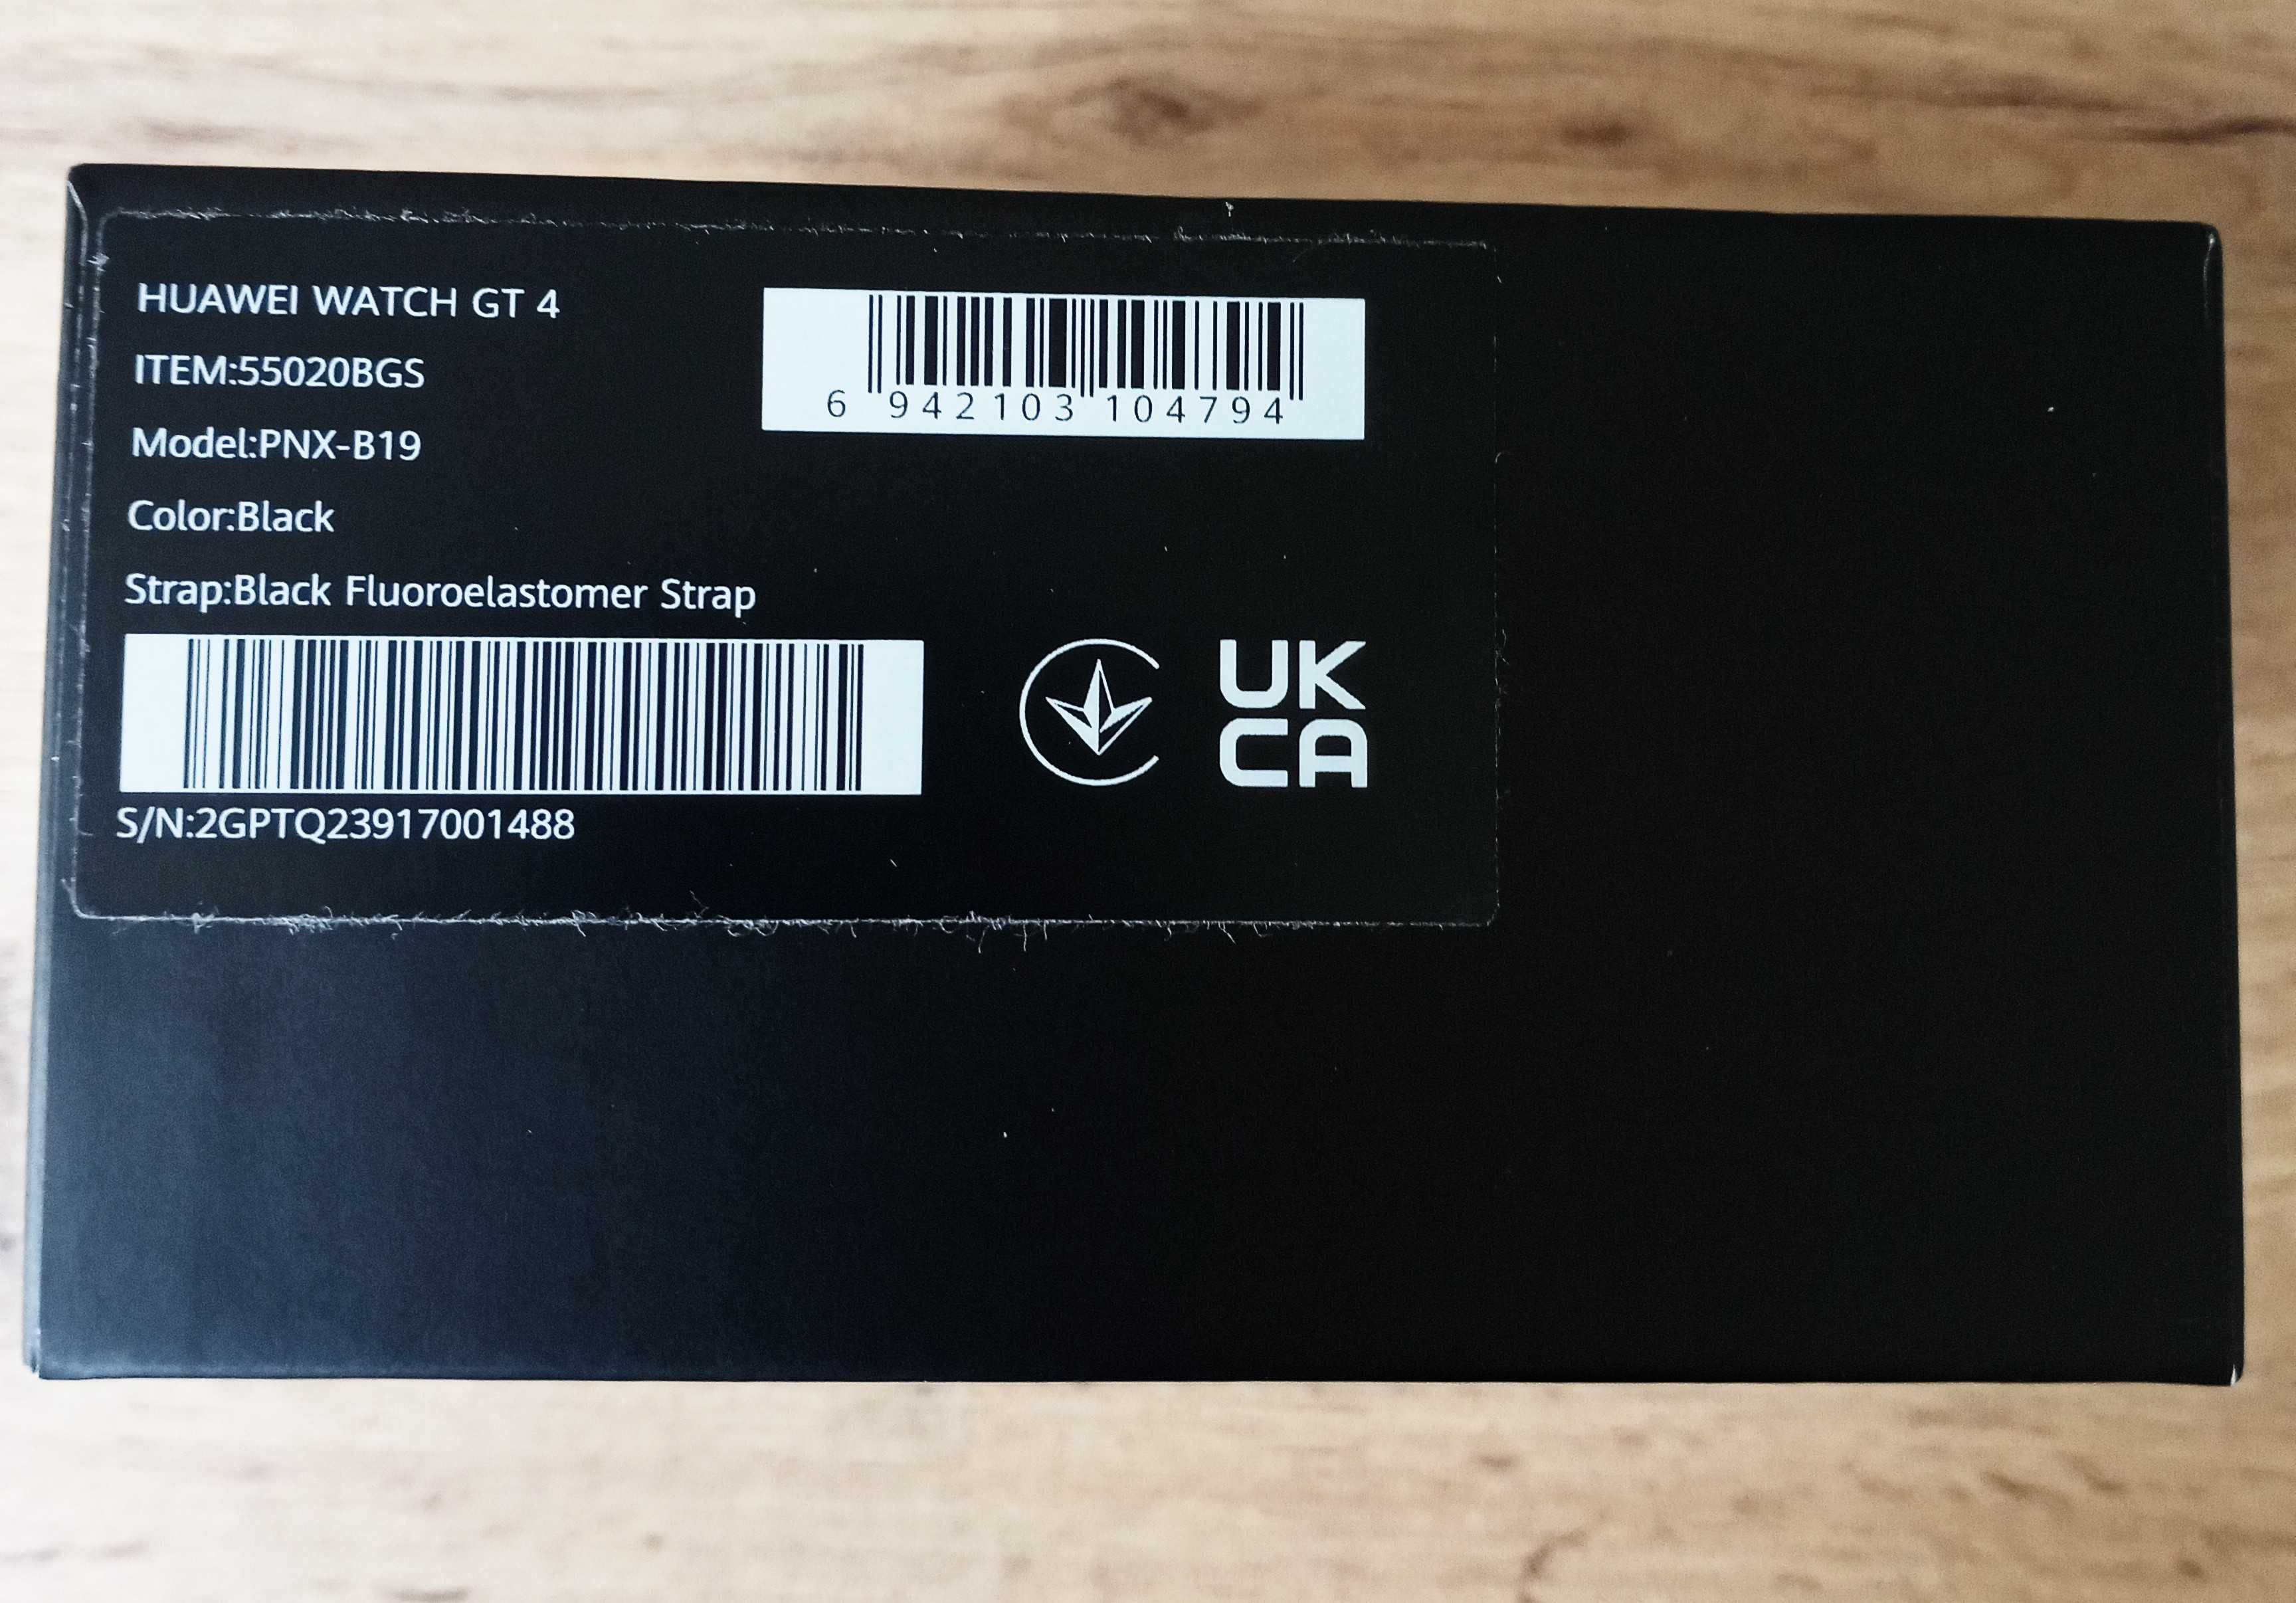 HUAWEI WATCH GT 4
ITEM:55020BGS
Model:PNX-B19
Color:Black
Strap:Black Fluoroelastomer Strap
S/N:2GPTQ23917001488
6 942103 104794
UK
CA